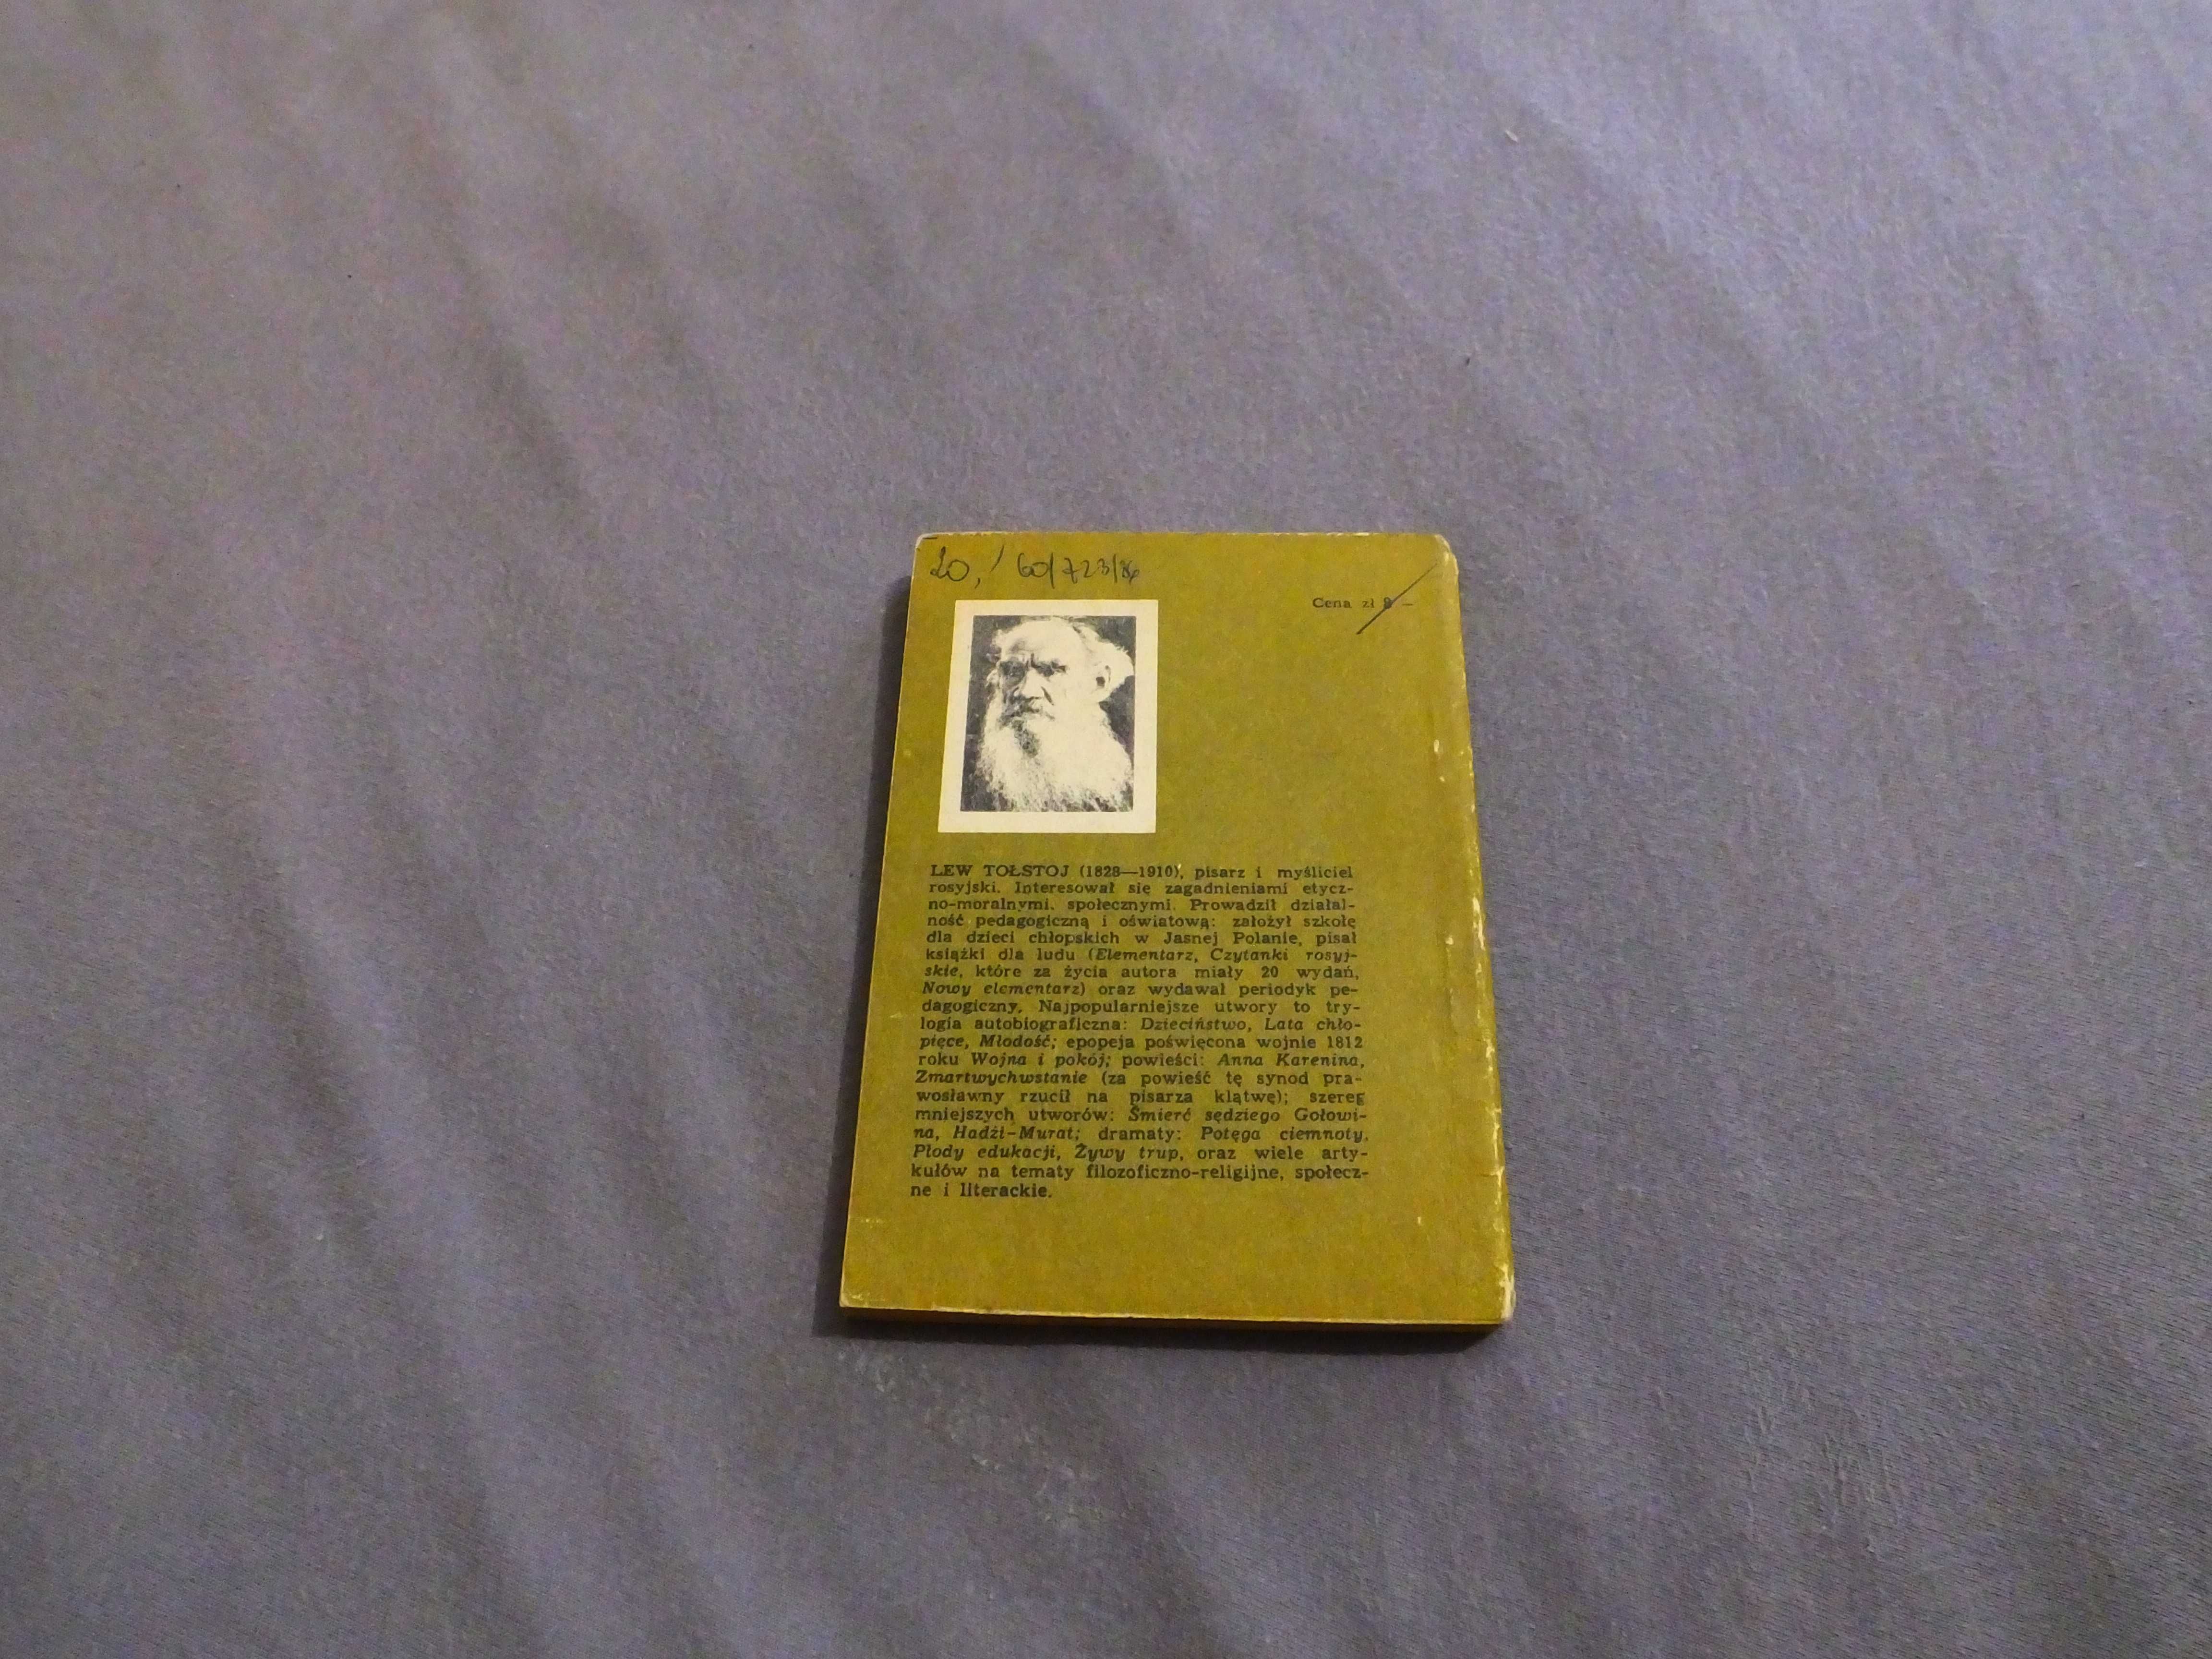 20, 60/723/86
Cena zł 8 —
LEW TOŁSTOJ (1828—1910), pisarz i myśliciel
rosyjski. Interesował się zagadnieniami etycz-
no-moralnymi, społecznymi. Prowadził działal-
ność pedagogiczną i oświatową: założył szkołę
dla dzieci chłopskich w Jasnej Polanie, pisał
książki dla ludu (Elementarz, Czytanki rosyj-
skie, które za życia autora miały 20 wydań,
Nowy elementarz) oraz wydawał periodyk pe-
dagogiczny. Najpopularniejsze utwory to try-
logia autobiograficzna: Dzieciństwo, Lata chło-
pięce, Młodość; epopeja poświęcona wojnie 1812
roku Wojna i pokój; powieści: Anna Karenina,
Zmartwychwstanie (za powieść tę synod pra-
wosławny rzucił na pisarza klątwę); szereg
mniejszych utworów: Śmierć sędziego Gołowi-
na, Hadżi-Murat; dramaty: Potęga ciemnoty,
Płody edukacji, Żywy trup, oraz wiele arty-
kułów na tematy filozoficzno-religijne, społecz-
ne i literackie.